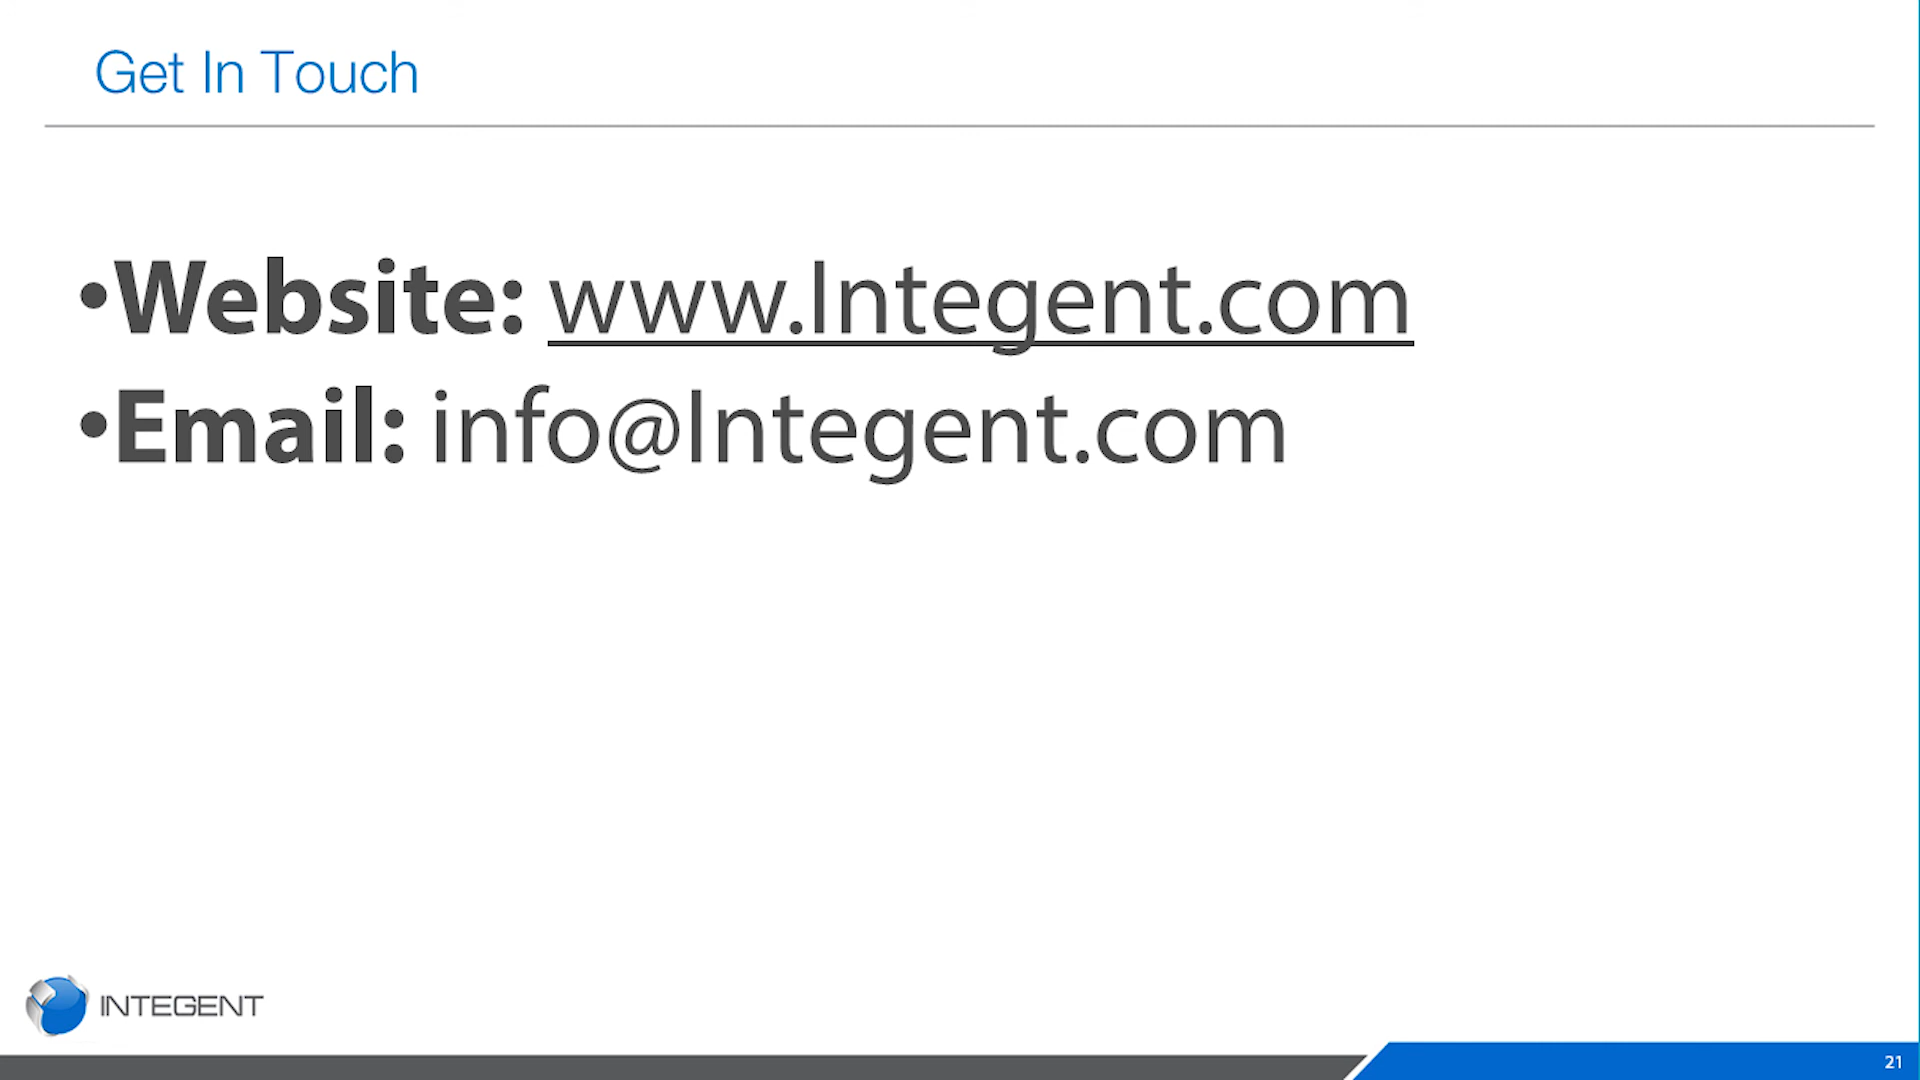 Get In Touch
•Website: www.Integent.com
•Email: info@Integent.com
INTEGENT
21